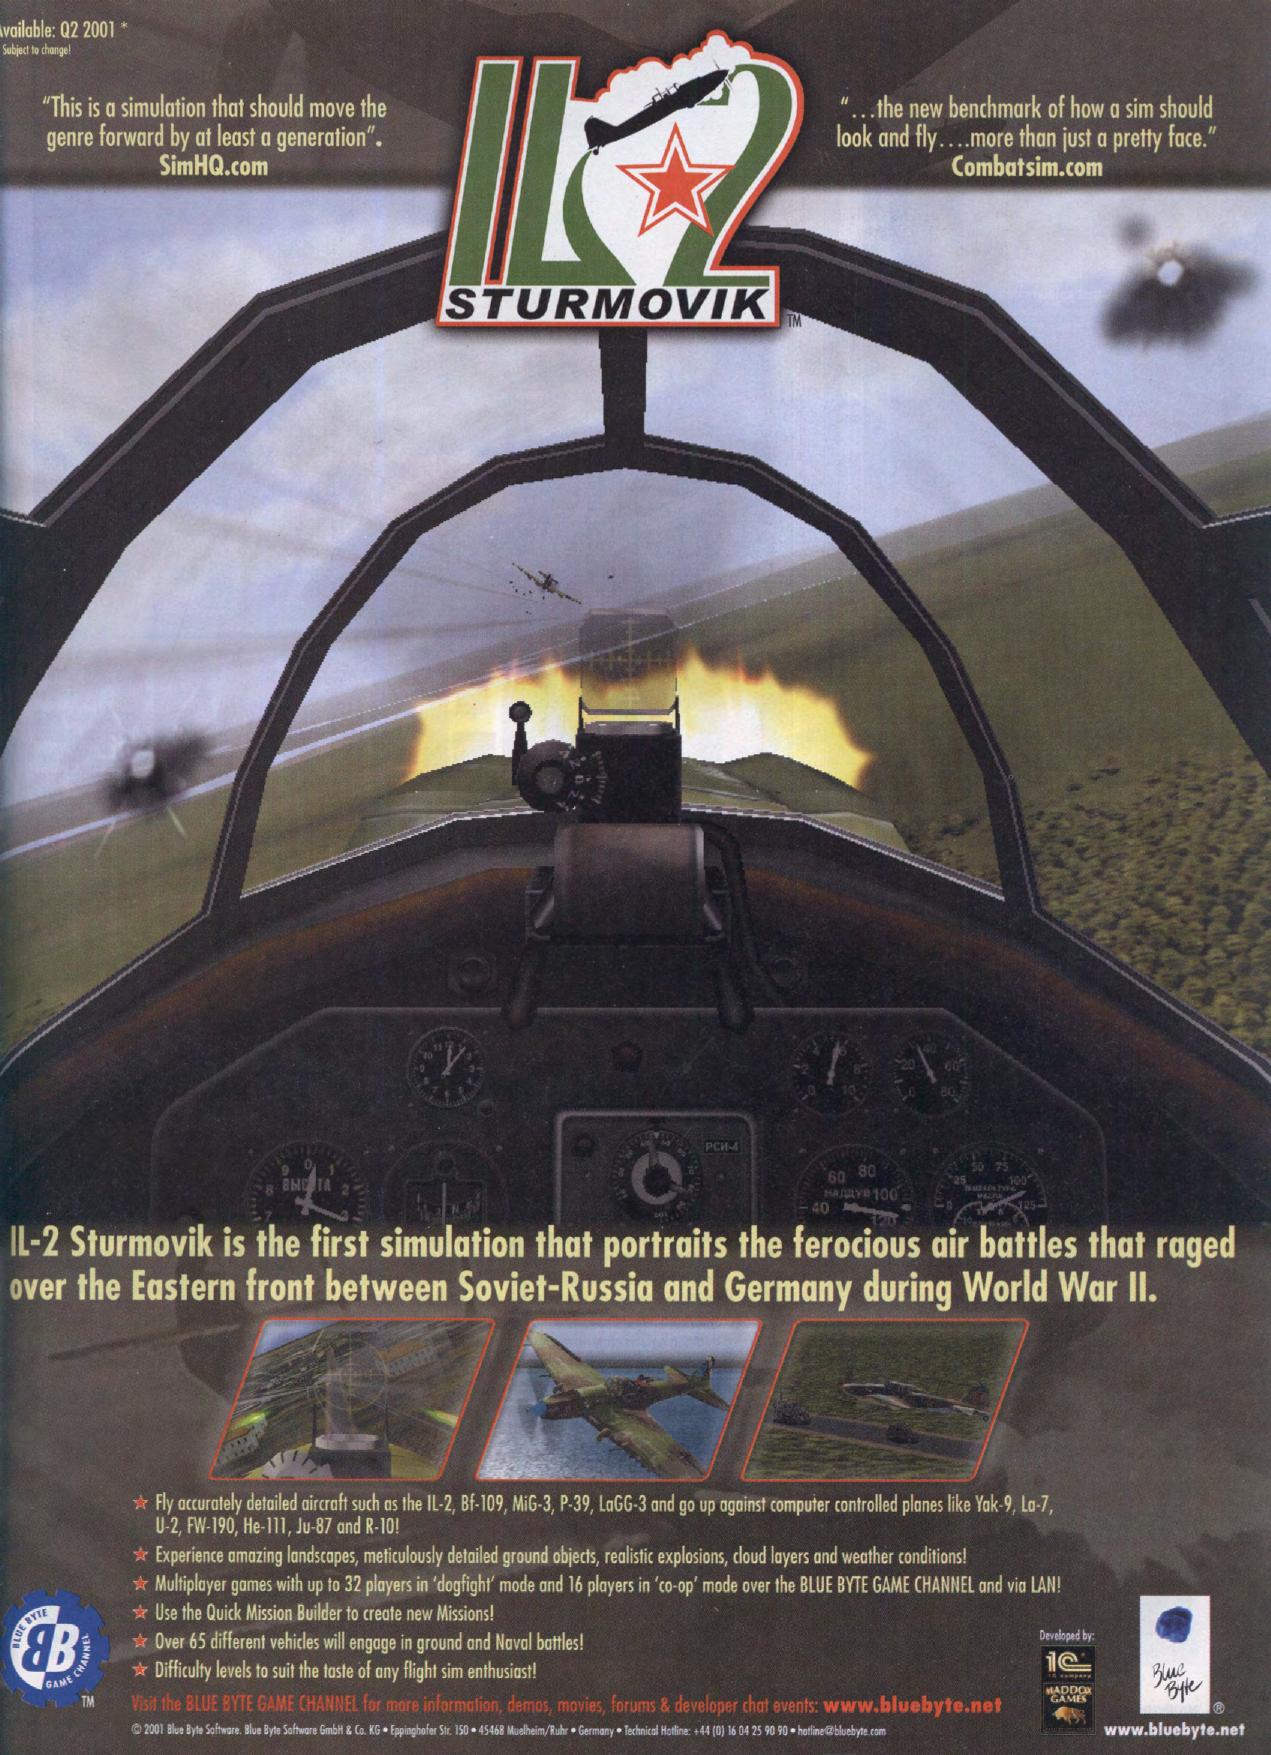 Available: Q2 2001 *
Subject to change!
"This is a simulation that should move the
genre forward by at least a generation".
SimHQ.com
IL2
STURMOVIK
TM
"...the new benchmark of how a sim should
look and fly....more than just a pretty face."
Combatsim.com
РСИ-4
ВЫСОТА
НАДДУВ
IL-2 Sturmovik is the first simulation that portraits the ferocious air battles that raged
over the Eastern front between Soviet-Russia and Germany during World War II.
Fly accurately detailed aircraft such as the IL-2, Bf-109, MiG-3, P-39, LaGG-3 and go up against computer controlled planes like Yak-9, La-7,
U-2, FW-190, He-111, Ju-87 and R-10!
Experience amazing landscapes, meticulously detailed ground objects, realistic explosions, cloud layers and weather conditions!
Multiplayer games with up to 32 players in 'dogfight' mode and 16 players in 'co-op' mode over the BLUE BYTE GAME CHANNEL and via LAN!
Use the Quick Mission Builder to create new Missions!
Over 65 different vehicles will engage in ground and Naval battles!
Difficulty levels to suit the taste of any flight sim enthusiast!
BLUE BYTE
BB
GAME CHANNEL
TM
Visit the BLUE BYTE GAME CHANNEL for more information, demos, movies, forums & developer chat events: www.bluebyte.net
© 2001 Blue Byte Software. Blue Byte Software GmbH & Co. KG • Eppinghofer Str. 150 • 45468 Muelheim/Ruhr • Germany • Technical Hotline: +44 (0) 16 04 25 90 90 • hotline@bluebyte.com
Developed by:
1C
MADDOX
GAMES
Blue
Byte
®
www.bluebyte.net